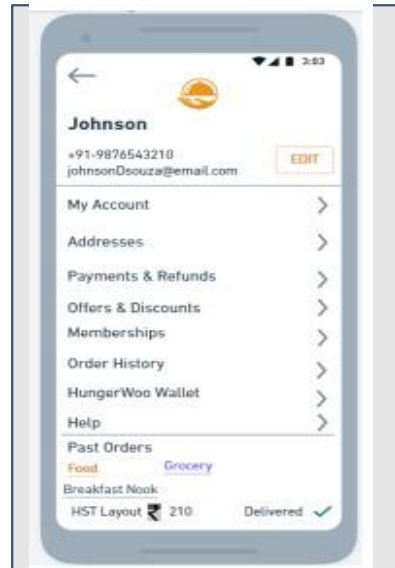 3:03
Johnson
+91-9876543210
EDIT
johnsonDsouza@email.com
My Account
Addresses
Payments & Refunds
Offers & Discounts
Memberships
Order History
HungerWoo Wallet
Help
Past Orders
Food Grocery
Breakfast Nook
HST Layout ₹ 210 Delivered